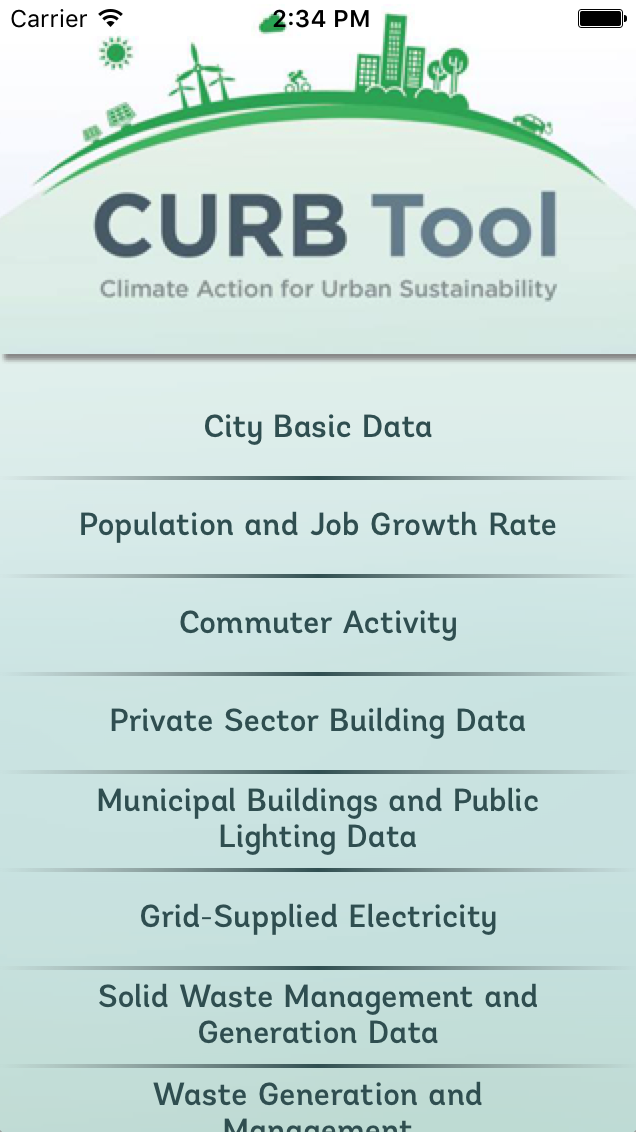 Carrier 2:34 PM
CURB Tool
Climate Action for Urban Sustainability
City Basic Data
Population and Job Growth Rate
Commuter Activity
Private Sector Building Data
Municipal Buildings and Public
Lighting Data
Grid-Supplied Electricity
Solid Waste Management and
Generation Data
Waste Generation and
Management